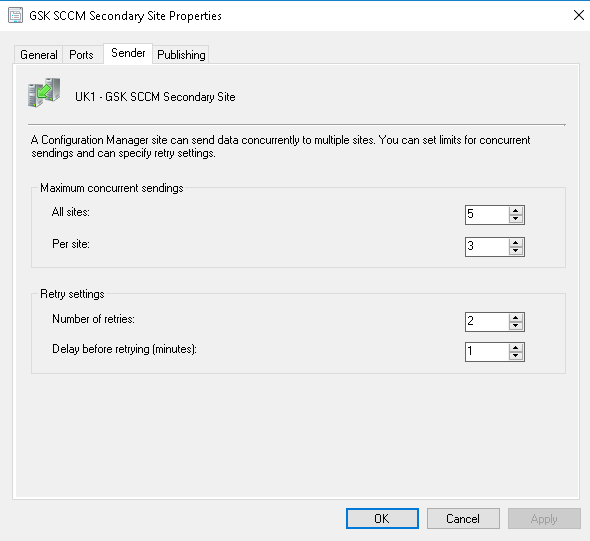 GSK SCCM Secondary Site Properties
General Ports Sender Publishing
UK1 - GSK SCCM Secondary Site
A Configuration Manager site can send data concurrently to multiple sites. You can set limits for concurrent
sendings and can specify retry settings.
Maximum concurrent sendings
All sites: 5
Per site: 3
Retry settings
Number of retries: 2
Delay before retrying (minutes): 1
OK Cancel Apply